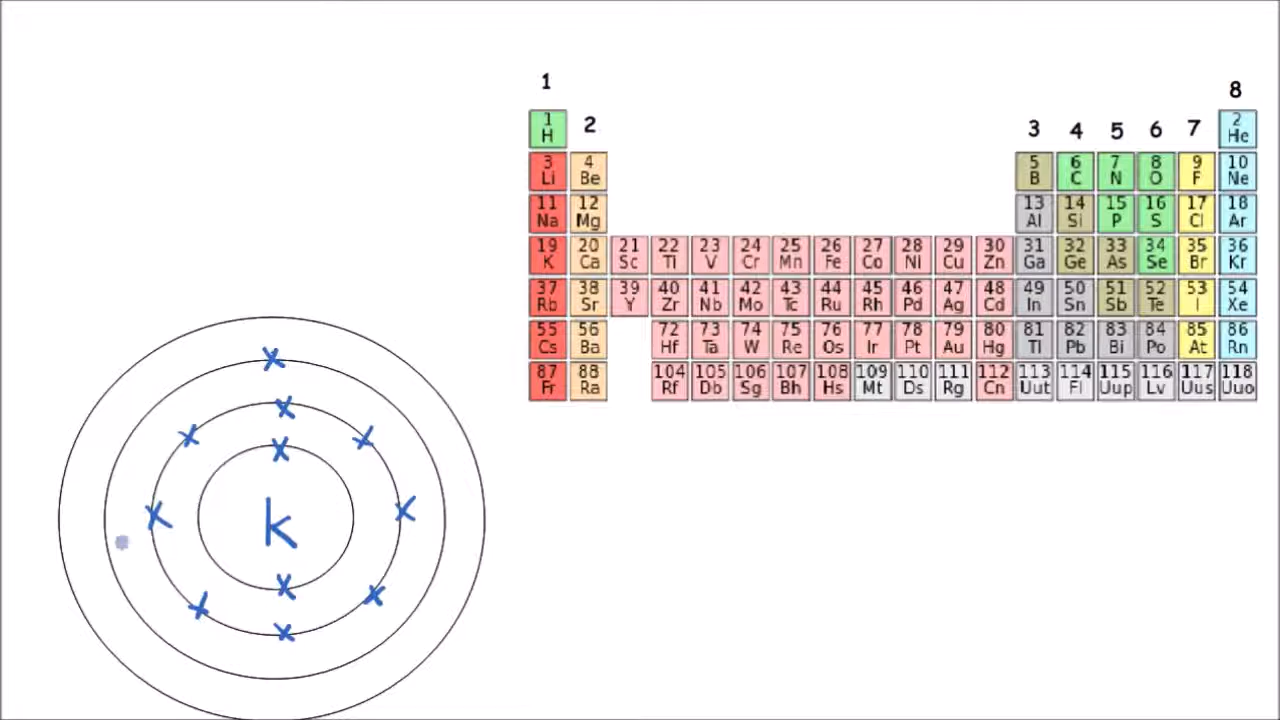 1
8
2
3 4 5 6 7
1 2
H He
3 4 5 6 7 8 9 10
Li Be B C N O F Ne
11 12 13 14 15 16 17 18
Na Mg Al Si P S Cl Ar
19 20 21 22 23 24 25 26 27 28 29 30 31 32 33 34 35 36
K Ca Sc Ti V Cr Mn Fe Co Ni Cu Zn Ga Ge As Se Br Kr
37 38 39 40 41 42 43 44 45 46 47 48 49 50 51 52 53 54
Rb Sr Y Zr Nb Mo Tc Ru Rh Pd Ag Cd In Sn Sb Te I Xe
55 56 72 73 74 75 76 77 78 79 80 81 82 83 84 85 86
Cs Ba Hf Ta W Re Os Ir Pt Au Hg Tl Pb Bi Po At Rn
87 88 104 105 106 107 108 109 110 111 112 113 114 115 116 117 118
Fr Ra Rf Db Sg Bh Hs Mt Ds Rg Cn Uut Fl Uup Lv Uus Uuo
k